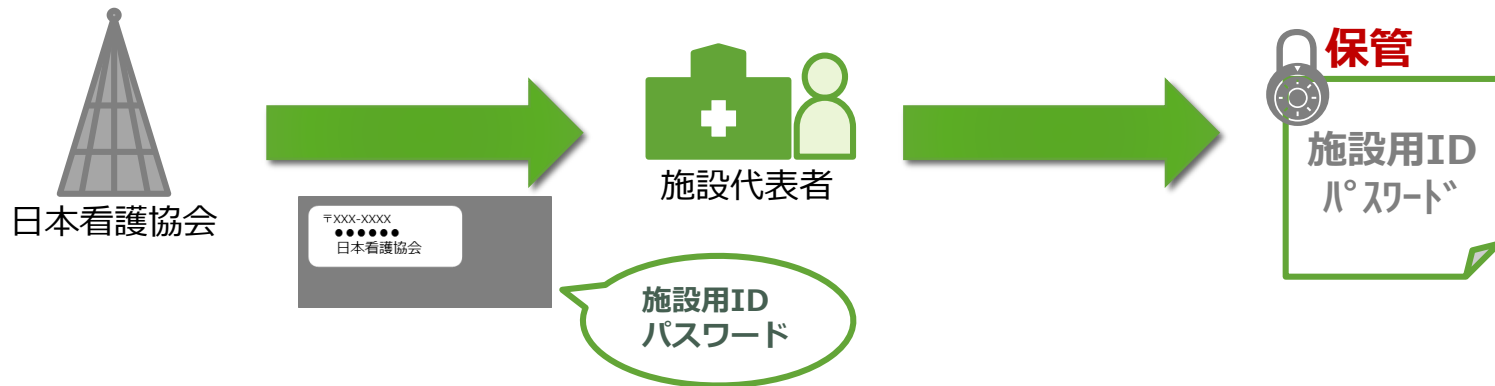 日本看護協会
〒XXX-XXXX
●●●●●●
日本看護協会
施設代表者
施設用ID
パスワード
保管
施設用ID
ﾊﾟｽﾜｰﾄﾞ